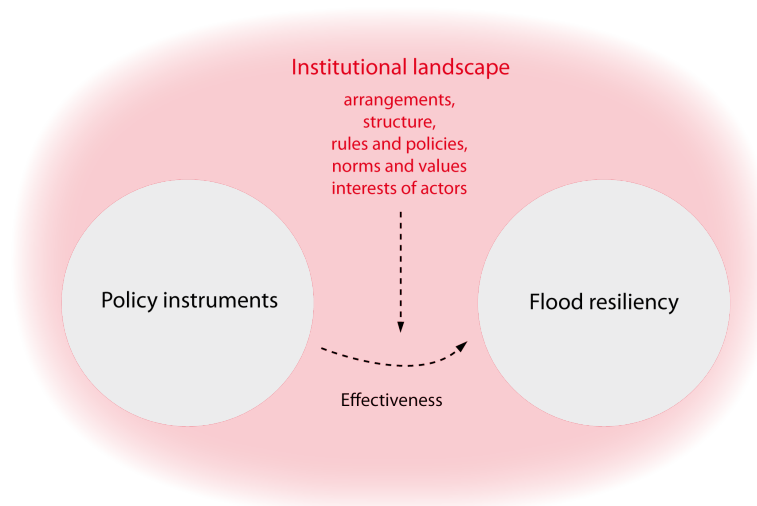 Institutional landscape
arrangements,
structure,
rules and policies,
norms and values
interests of actors
Policy instruments
Flood resiliency
Effectiveness